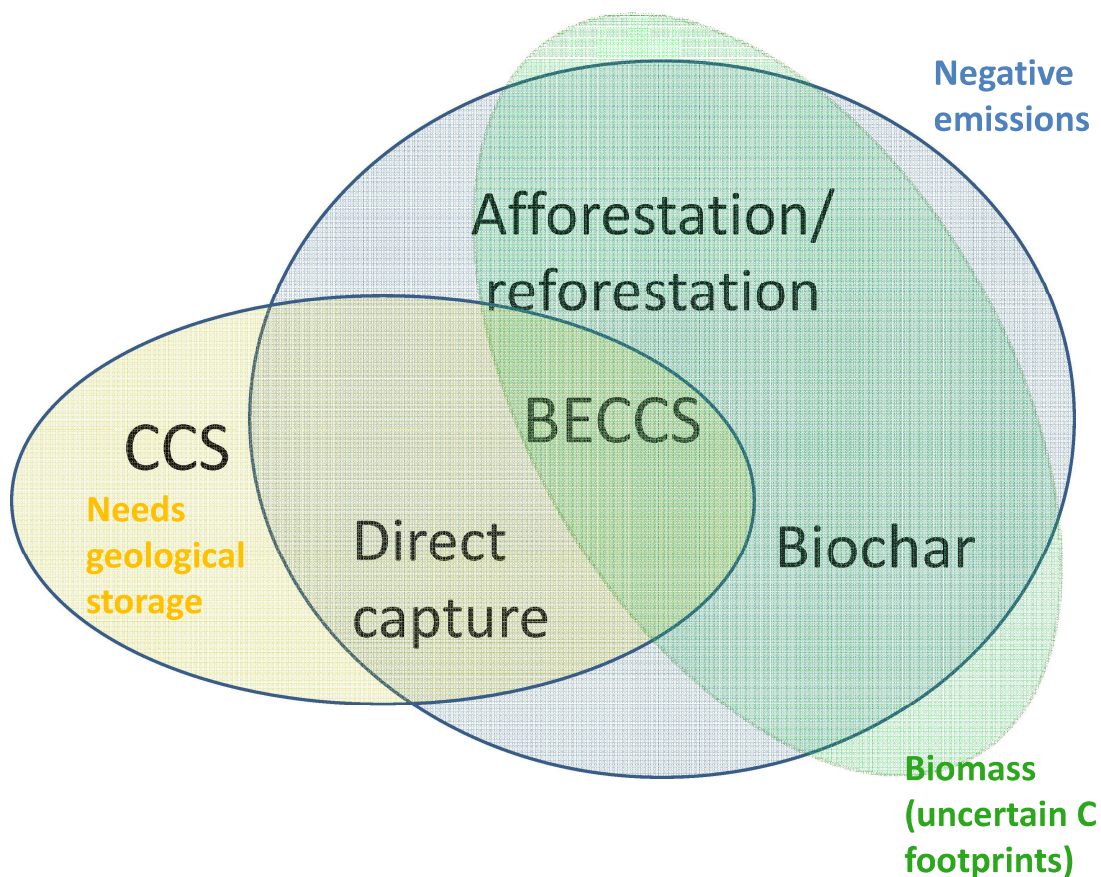 Negative
emissions
Afforestation/
reforestation
BECCS
CCS
Needs
geological
storage
Direct
capture
Biochar
Biomass
(uncertain C
footprints)